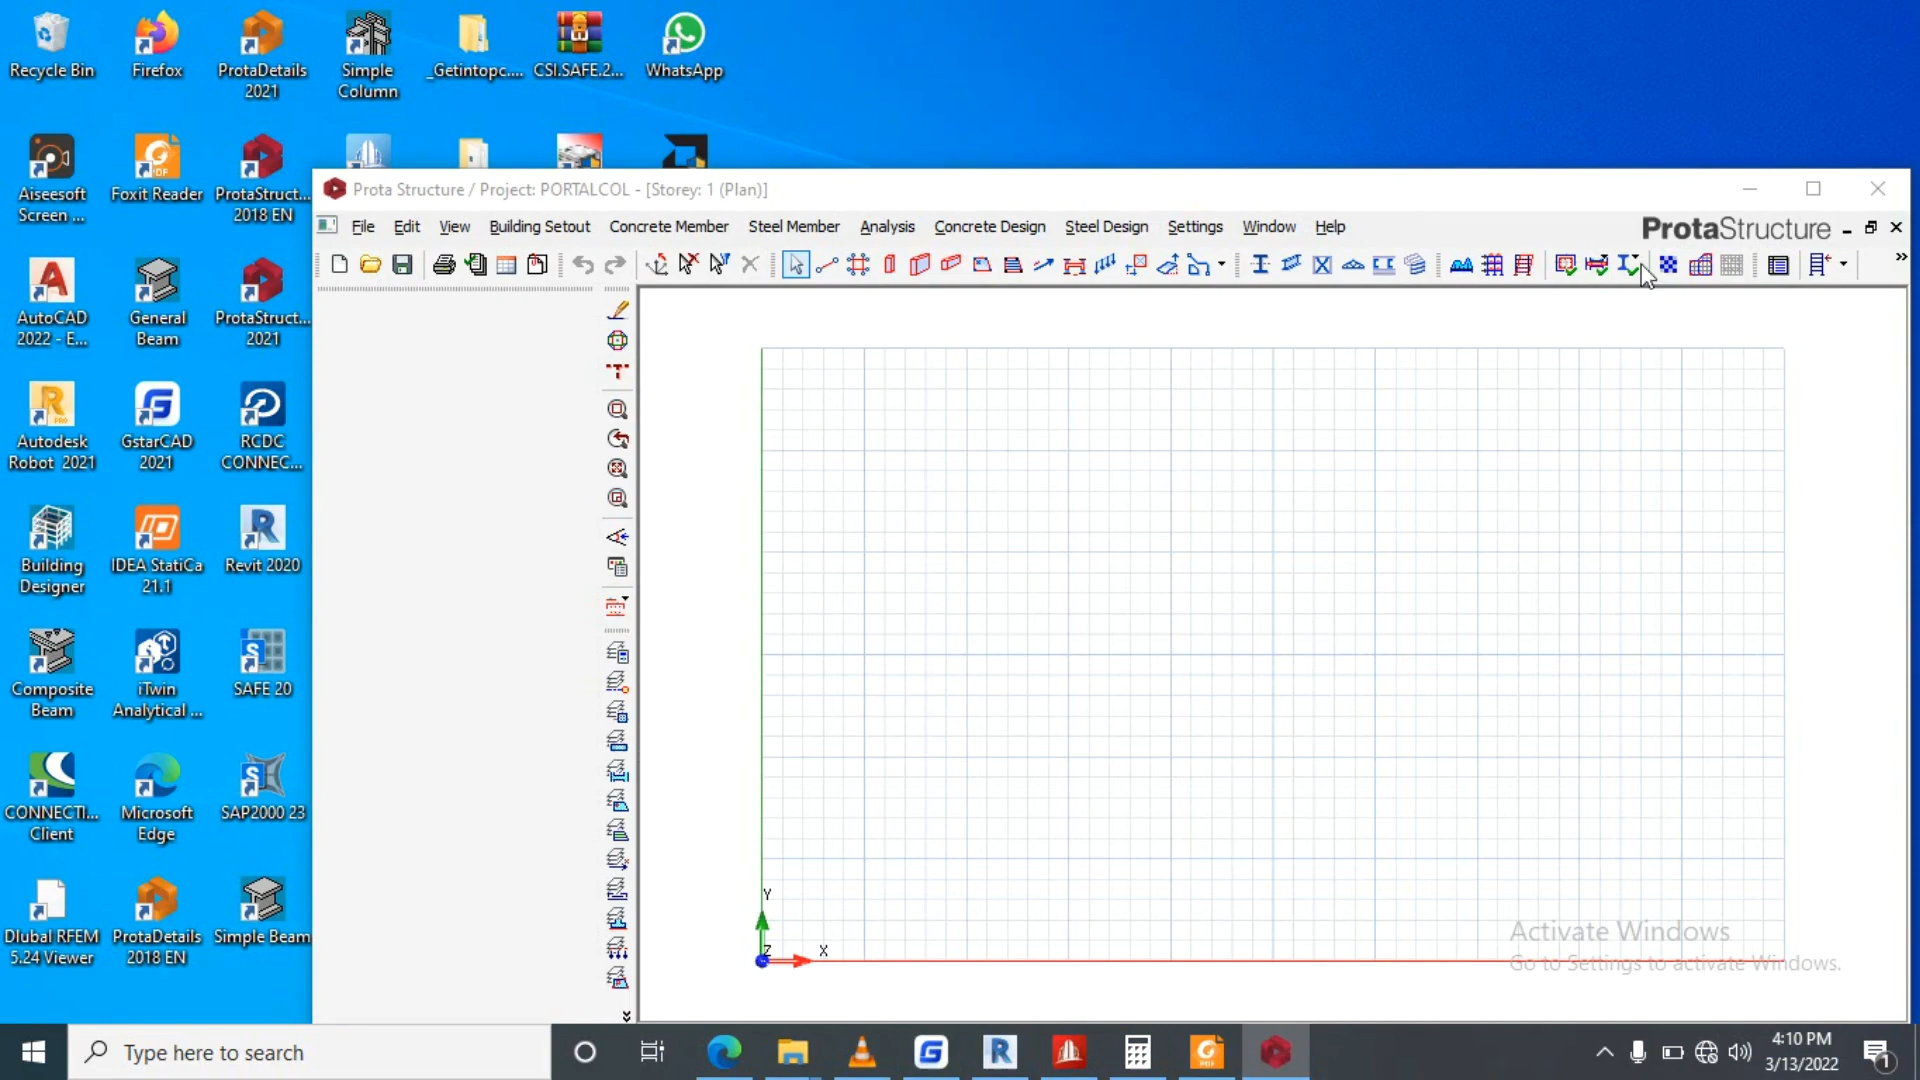 Recycle Bin
Firefox
ProtaDetails
2021
Simple
Column
_Getintopc....
CSI.SAFE.2...
WhatsApp
Aiseesoft
Screen ...
Foxit Reader
ProtaStruct...
2018 EN
Prota Structure / Project: PORTALCOL - [Storey: 1 (Plan)]
File Edit View Building Setout Concrete Member Steel Member Analysis Concrete Design Steel Design Settings Window Help
ProtaStructure
AutoCAD
2022 - E...
General
Beam
ProtaStruct...
2021
Autodesk
Robot 2021
GstarCAD
2021
RCDC
CONNEC...
Building
Designer
IDEA StatiCa
21.1
Revit 2020
Composite
Beam
iTwin
Analytical ...
SAFE 20
CONNECTI...
Client
Microsoft
Edge
SAP2000 23
Dlubal RFEM
5.24 Viewer
ProtaDetails
2018 EN
Simple Beam
Y
Z
X
Activate Windows
Go to Settings to activate Windows.
Type here to search
4:10 PM
3/13/2022
1